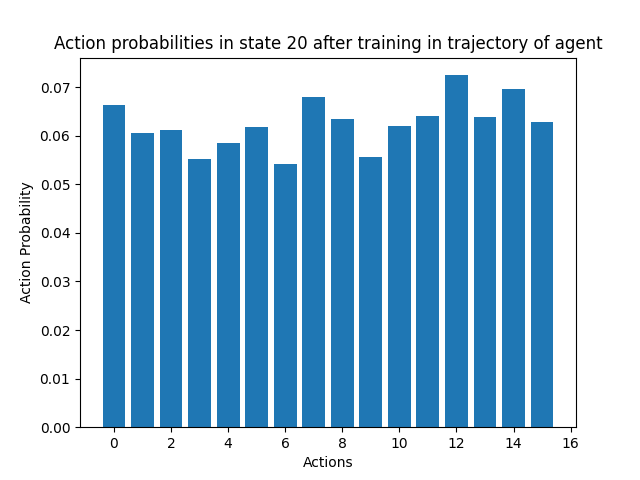 Action probabilities in state 20 after training in trajectory of agent
0.07
0.06
0.05
0.04
0.03
0.02
0.01
0.00
Action Probability
0 2 4 6 8 10 12 14 16
Actions